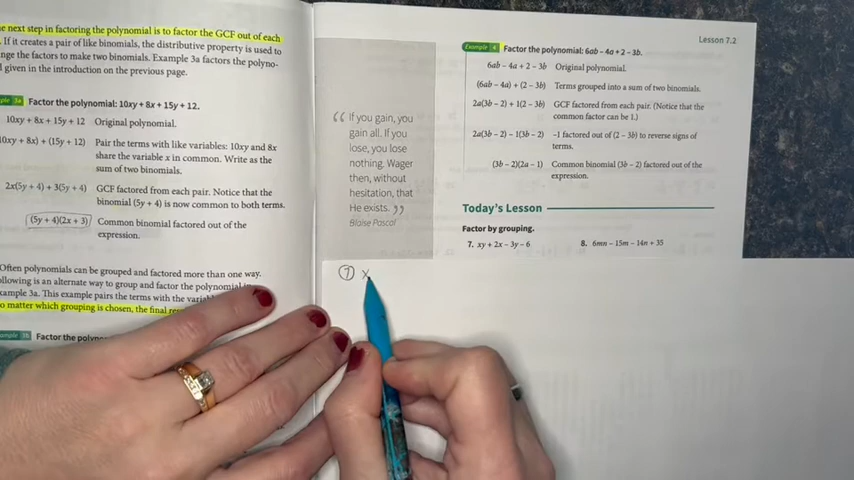 e next step in factoring the polynomial is to factor the GCF out of each
. If it creates a pair of like binomials, the distributive property is used to
nge the factors to make two binomials. Example 3a factors the polyno-
l given in the introduction on the previous page.
ple 3a Factor the polynomial: 10xy + 8x + 15y + 12.
10xy + 8x + 15y + 12 Original polynomial.
10xy + 8x) + (15y + 12) Pair the terms with like variables: 10xy and 8x
share the variable x in common. Write as the
sum of two binomials.
2x(5y + 4) + 3(5y + 4) GCF factored from each pair. Notice that the
binomial (5y + 4) is now common to both terms.
(5y + 4)(2x + 3) Common binomial factored out of the
expression.
Often polynomials can be grouped and factored more than one way.
ollowing is an alternate way to group and factor the polynomial
xample 3a. This example pairs the terms with the
o matter which grouping is chosen, the final
ample 3b Factor the
“ If you gain, you
gain all. If you
lose, you lose
nothing. Wager
then, without
hesitation, that
He exists. ”
Blaise Pascal
Lesson 7.2
Example 4 Factor the polynomial: 6ab – 4a + 2 – 3b.
6ab – 4a + 2 – 3b Original polynomial.
(6ab – 4a) + (2 – 3b) Terms grouped into a sum of two binomials.
2a(3b – 2) + 1(2 – 3b) GCF factored from each pair. (Notice that the
common factor can be 1.)
2a(3b – 2) – 1(3b – 2) –1 factored out of (2 – 3b) to reverse signs of
terms.
(3b – 2)(2a – 1) Common binomial (3b – 2) factored out of the
expression.
Today's Lesson
Factor by grouping.
7. xy + 2x – 3y – 6 8. 6mn – 15m – 14n + 35
⑦ x